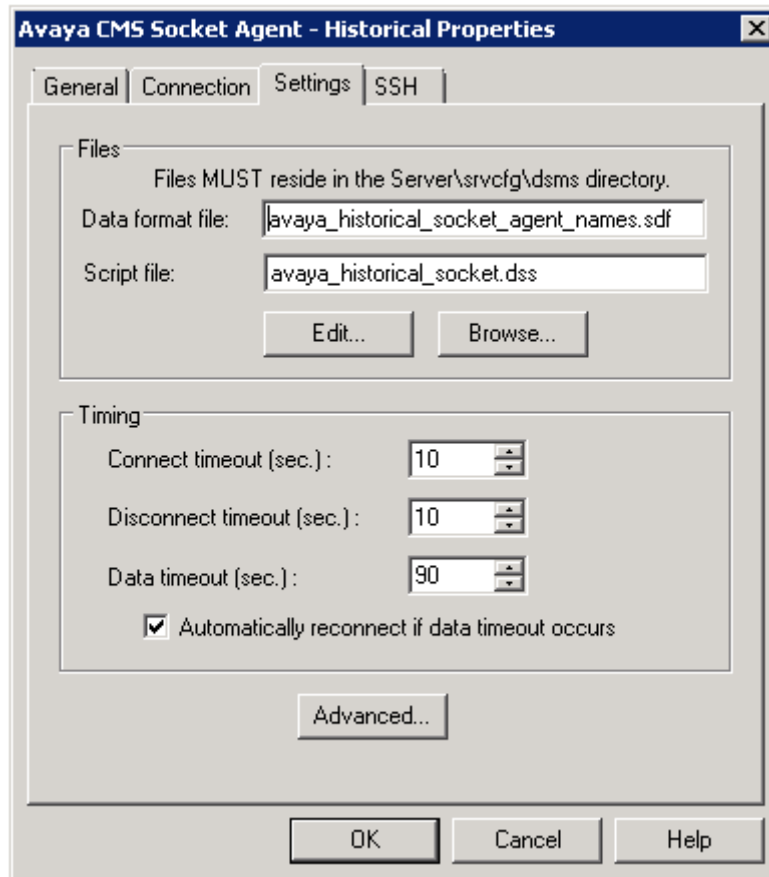 Avaya CMS Socket Agent - Historical Properties
General Connection Settings SSH
Files
Files MUST reside in the Server\srvcfg\dsms directory.
Data format file: avaya_historical_socket_agent_names.sdf
Script file: avaya_historical_socket.dss
Edit... Browse...
Timing
Connect timeout (sec.) : 10
Disconnect timeout (sec.) : 10
Data timeout (sec.) : 90
Automatically reconnect if data timeout occurs
Advanced...
OK Cancel Help